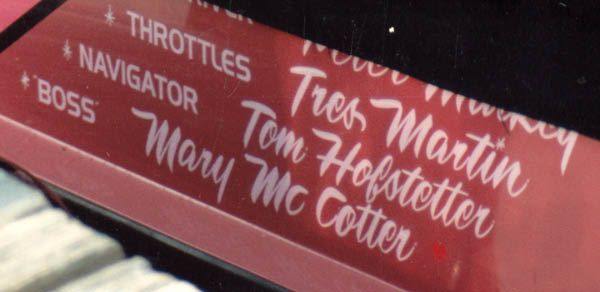 * THROTTLES Tres Martin
* NAVIGATOR Tom Hofstetter
* "BOSS" Mary Mc Cotter